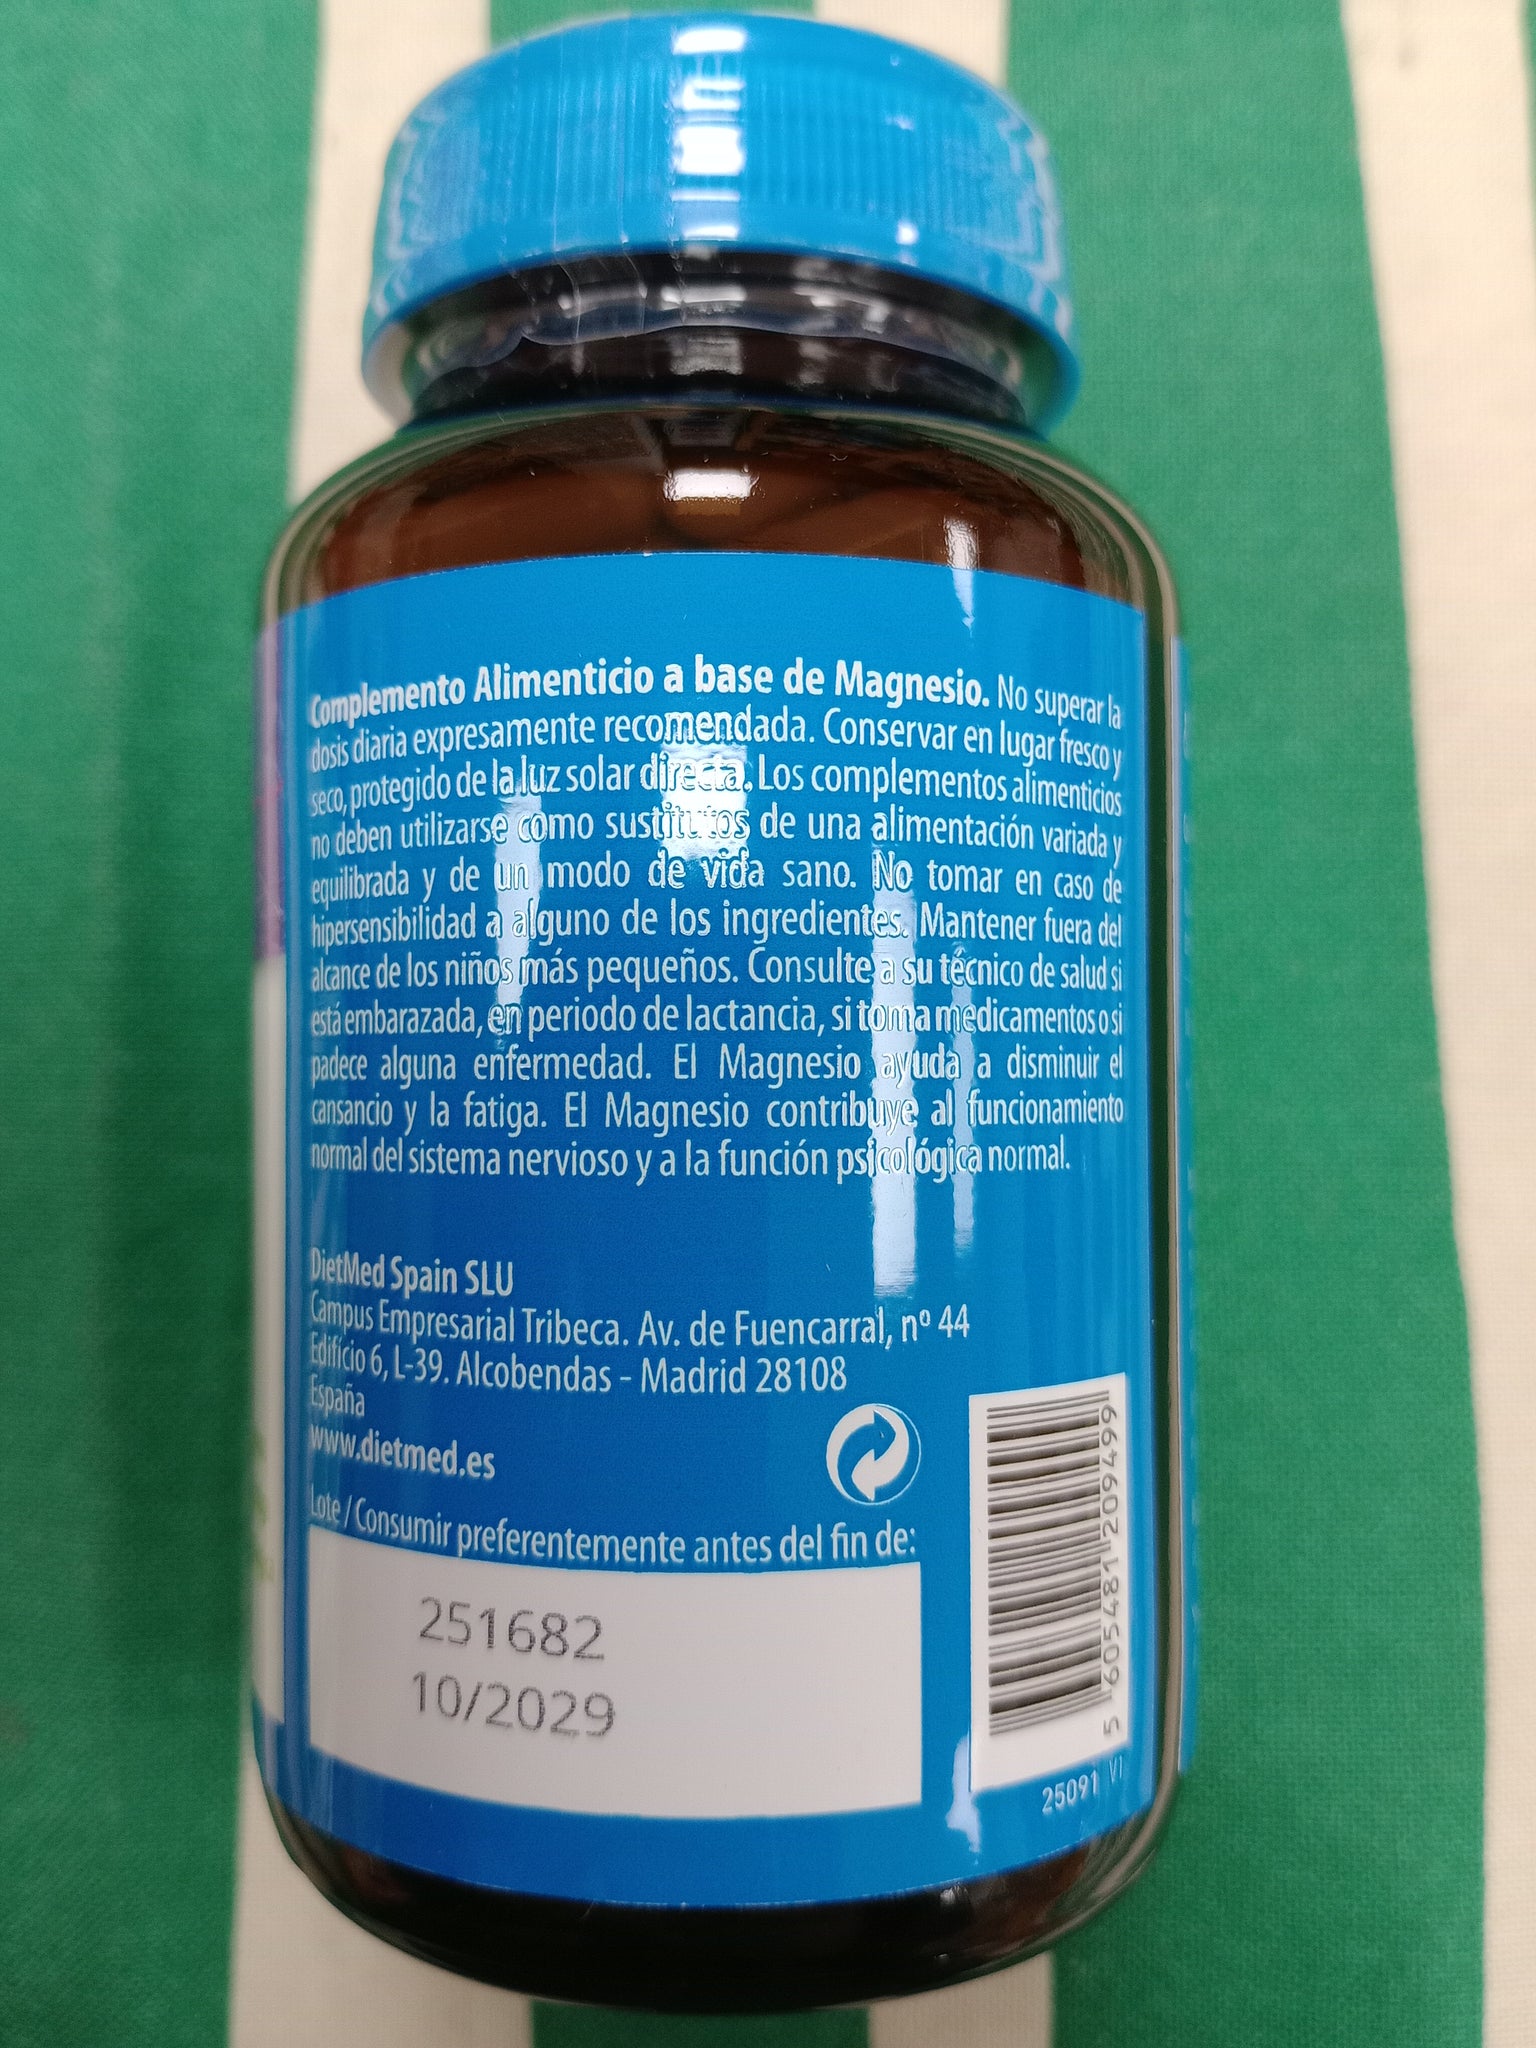 Complemento Alimenticio a base de Magnesio. No superar la
dosis diaria expresamente recomendada. Conservar en lugar fresco y
seco, protegido de la luz solar directa. Los complementos alimenticios
no deben utilizarse como sustitutos de una alimentación variada y
equilibrada y de un modo de vida sano. No tomar en caso de
hipersensibilidad a alguno de los ingredientes. Mantener fuera del
alcance de los niños más pequeños. Consulte a su técnico de salud si
está embarazada, en periodo de lactancia, si toma medicamentos o si
padece alguna enfermedad. El Magnesio ayuda a disminuir el
cansancio y la fatiga. El Magnesio contribuye al funcionamiento
normal del sistema nervioso y a la función psicológica normal.
DietMed Spain SLU
Campus Empresarial Tribeca. Av. de Fuencarral, nº 44
Edificio 6, L-39. Alcobendas - Madrid 28108
España
www.dietmed.es
Lote / Consumir preferentemente antes del fin de:
251682
10/2029
5 605481 209499
25091 V1